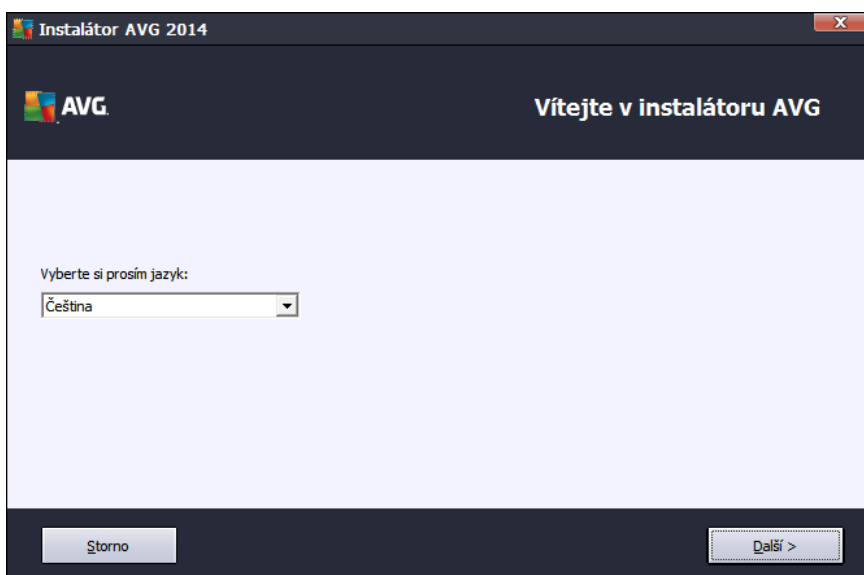 Instalátor AVG 2014
X
AVG.
Vítejte v instalátoru AVG
Vyberte si prosím jazyk:
Čeština
Storno
Další >